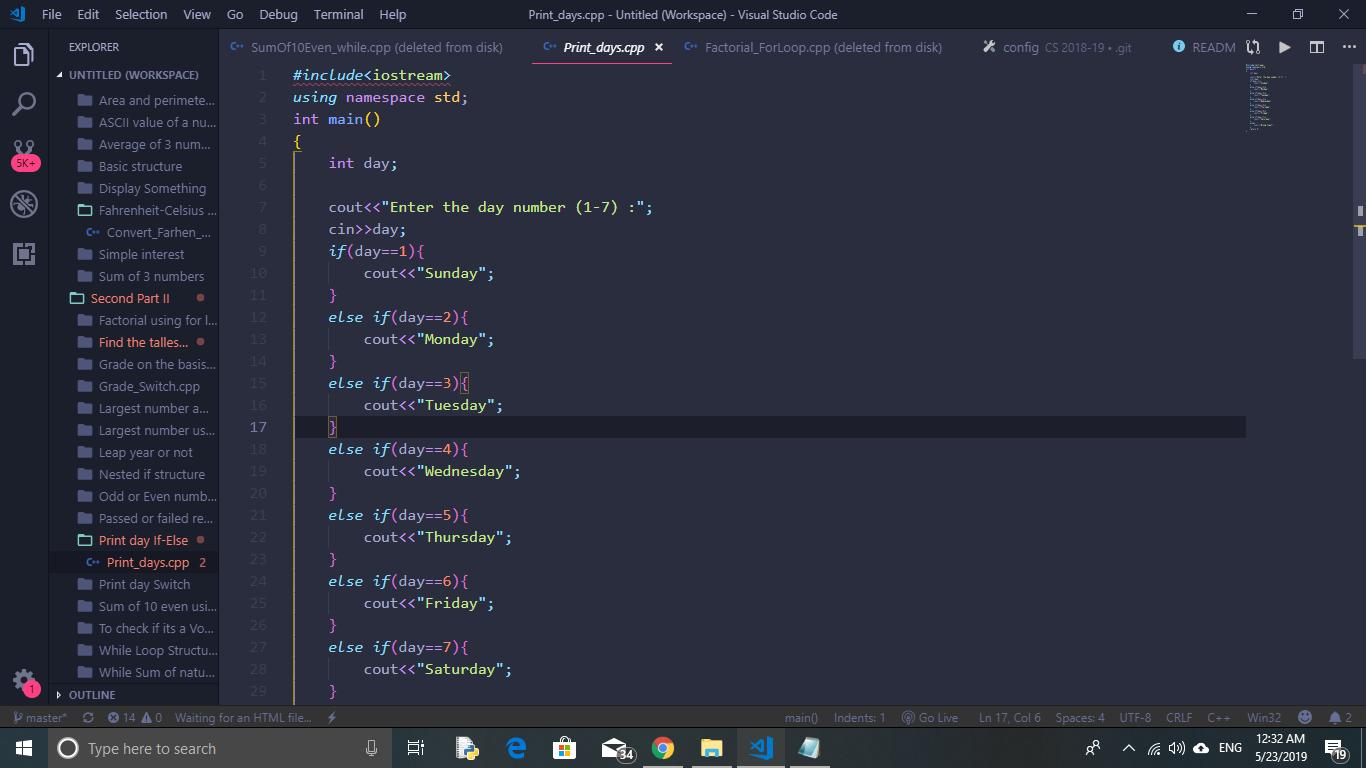 File Edit Selection View Go Debug Terminal Help
Print_days.cpp - Untitled (Workspace) - Visual Studio Code
EXPLORER
SumOf10Even_while.cpp (deleted from disk)
Print_days.cpp
Factorial_ForLoop.cpp (deleted from disk)
config CS 2018-19 • .git
READM
UNTITLED (WORKSPACE)
Area and perimete...
ASCII value of a nu...
Average of 3 num...
Basic structure
Display Something
Fahrenheit-Celsius ...
Convert_Farhen_...
Simple interest
Sum of 3 numbers
Second Part II
Factorial using for l...
Find the talles...
Grade on the basis...
Grade_Switch.cpp
Largest number a...
Largest number us...
Leap year or not
Nested if structure
Odd or Even numb...
Passed or failed re...
Print day If-Else
Print_days.cpp 2
Print day Switch
Sum of 10 even usi...
To check if its a Vo...
While Loop Structu...
While Sum of natu...
OUTLINE
5K+
1
1 #include<iostream>
2 using namespace std;
3 int main()
4 {
5 int day;
6
7 cout<<"Enter the day number (1-7) :";
8 cin>>day;
9 if(day==1){
10 cout<<"Sunday";
11 }
12 else if(day==2){
13 cout<<"Monday";
14 }
15 else if(day==3){
16 cout<<"Tuesday";
17 }
18 else if(day==4){
19 cout<<"Wednesday";
20 }
21 else if(day==5){
22 cout<<"Thursday";
23 }
24 else if(day==6){
25 cout<<"Friday";
26 }
27 else if(day==7){
28 cout<<"Saturday";
29 }
master* 14 0 Waiting for an HTML file... main() Indents: 1 Go Live Ln 17, Col 6 Spaces: 4 UTF-8 CRLF C++ Win32 2
Type here to search
34
ENG
12:32 AM
5/23/2019
19